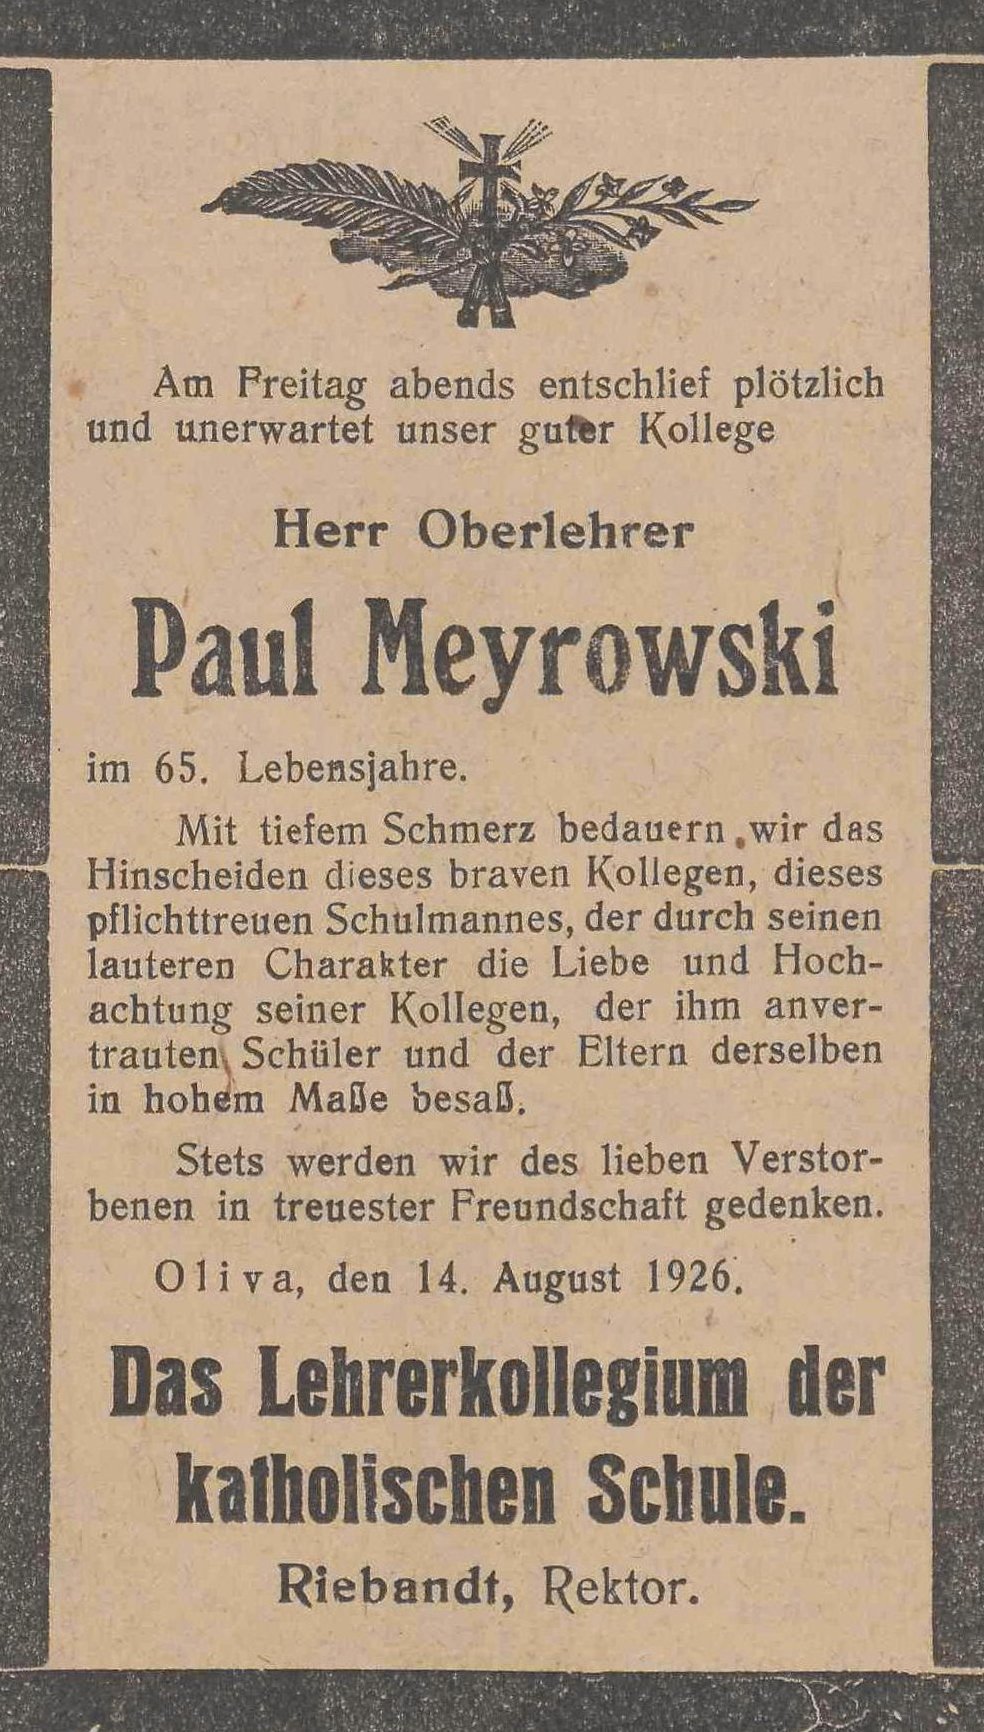 Am Freitag abends entschlief plötzlich
und unerwartet unser guter Kollege
Herr Oberlehrer
Paul Meyrowski
im 65. Lebensjahre.
Mit tiefem Schmerz bedauern wir das
Hinscheiden dieses braven Kollegen, dieses
pflichttreuen Schulmannes, der durch seinen
lauteren Charakter die Liebe und Hoch-
achtung seiner Kollegen, der ihm anver-
trauten Schüler und der Eltern derselben
in hohem Maße besaß.
Stets werden wir des lieben Verstor-
benen in treuester Freundschaft gedenken.
Oliva, den 14. August 1926.
Das Lehrerkollegium der
katholischen Schule.
Riebandt, Rektor.